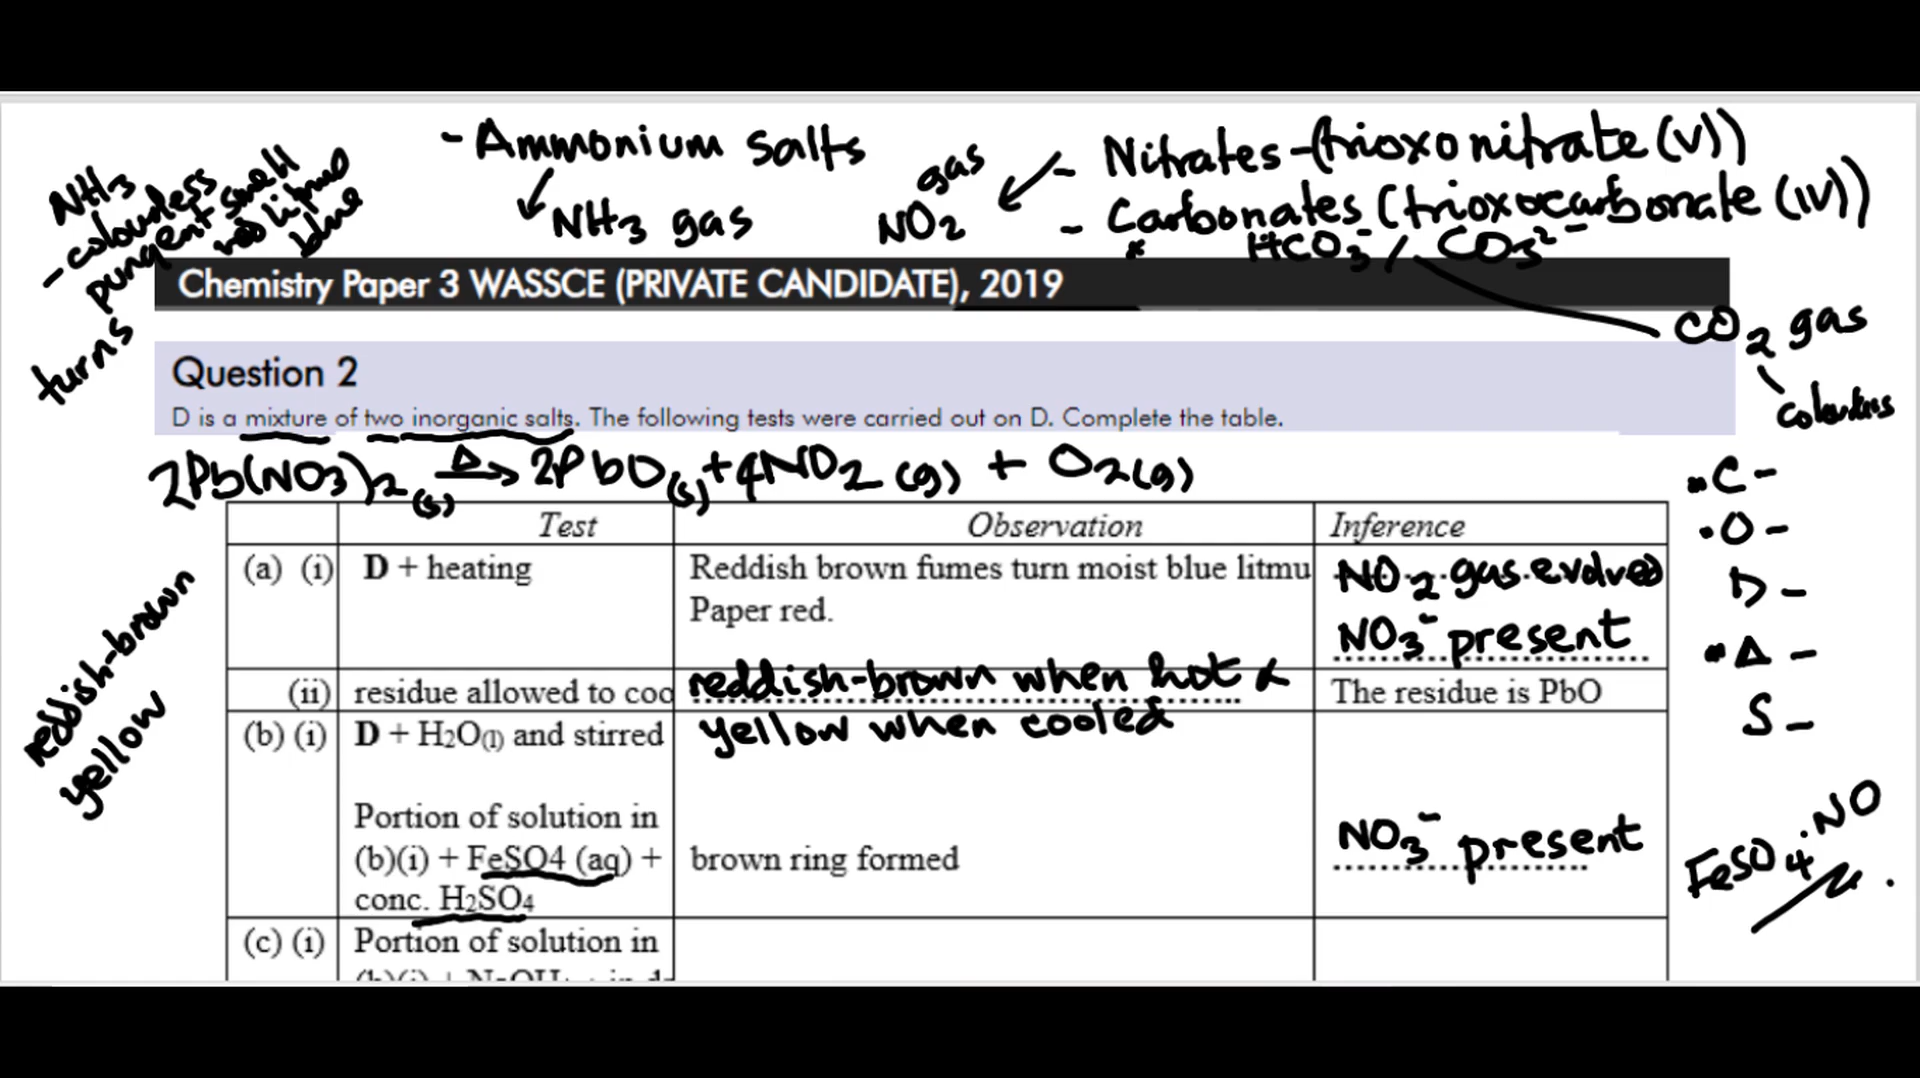 - Ammonium salts
NH3 gas
NO2 gas
- Nitrates - (trioxonitrate (V))
- Carbonates (trioxocarbonate (IV))
HCO3⁻ / CO3²⁻
CO2 gas
colourless
NH3
- colourless
pungent smell
turns red litmus blue
Chemistry Paper 3 WASSCE (PRIVATE CANDIDATE), 2019
Question 2
D is a mixture of two inorganic salts. The following tests were carried out on D. Complete the table.
2Pb(NO3)2(s) Δ→ 2PbO(s) + 4NO2(g) + O2(g)
Test Observation Inference
(a) (i) D + heating Reddish brown fumes turn moist blue litmu NO2 gas evolved
Paper red. NO3⁻ present
(ii) residue allowed to coo reddish-brown when hot & The residue is PbO
(b) (i) D + H2O(l) and stirred yellow when cooled
Portion of solution in
(b)(i) + FeSO4 (aq) + brown ring formed NO3⁻ present
conc. H2SO4
(c) (i) Portion of solution in
reddish-brown
yellow
C -
O -
D -
Δ -
S -
FeSO4.NO